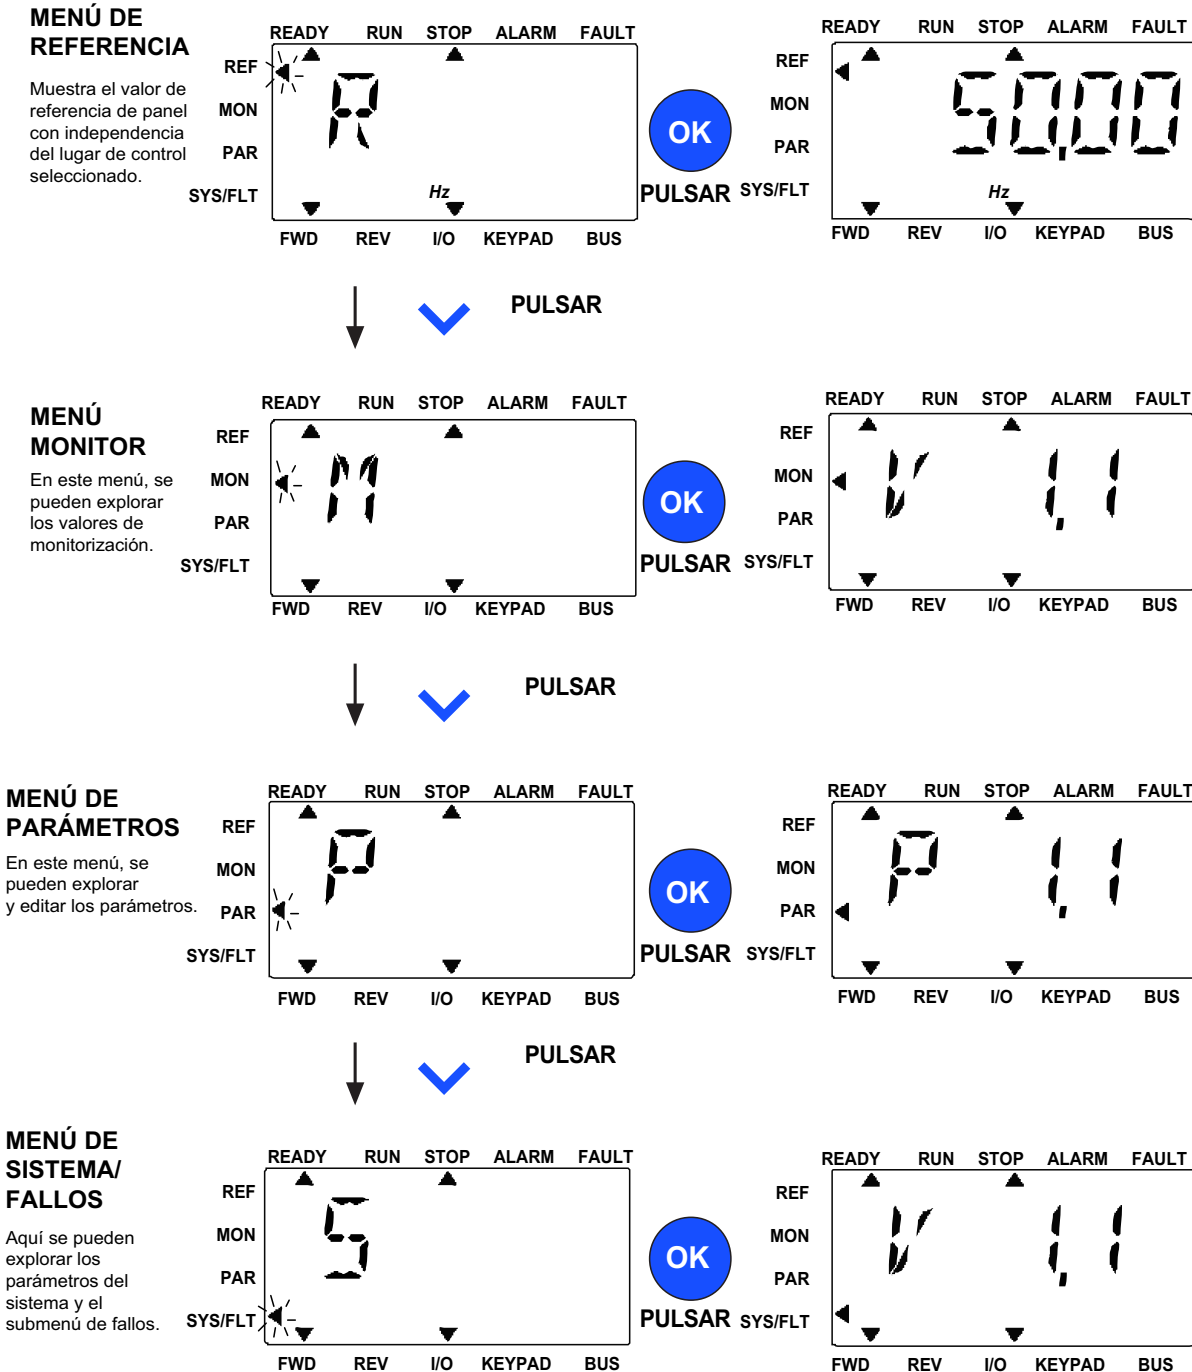 MENÚ DE
REFERENCIA
Muestra el valor de
referencia de panel
con independencia
del lugar de control
seleccionado.
READY RUN STOP ALARM FAULT
REF
MON
PAR
SYS/FLT
R
Hz
FWD REV I/O KEYPAD BUS
OK
PULSAR
READY RUN STOP ALARM FAULT
REF
MON
PAR
SYS/FLT
50,00
Hz
FWD REV I/O KEYPAD BUS
PULSAR
MENÚ
MONITOR
En este menú, se
pueden explorar
los valores de
monitorización.
READY RUN STOP ALARM FAULT
REF
MON
PAR
SYS/FLT
M
FWD REV I/O KEYPAD BUS
OK
PULSAR
READY RUN STOP ALARM FAULT
REF
MON
PAR
SYS/FLT
V 1,1
FWD REV I/O KEYPAD BUS
PULSAR
MENÚ DE
PARÁMETROS
En este menú, se
pueden explorar
y editar los parámetros.
READY RUN STOP ALARM FAULT
REF
MON
PAR
SYS/FLT
P
FWD REV I/O KEYPAD BUS
OK
PULSAR
READY RUN STOP ALARM FAULT
REF
MON
PAR
SYS/FLT
P 1,1
FWD REV I/O KEYPAD BUS
PULSAR
MENÚ DE
SISTEMA/
FALLOS
Aquí se pueden
explorar los
parámetros del
sistema y el
submenú de fallos.
READY RUN STOP ALARM FAULT
REF
MON
PAR
SYS/FLT
S
FWD REV I/O KEYPAD BUS
OK
PULSAR
READY RUN STOP ALARM FAULT
REF
MON
PAR
SYS/FLT
V 1,1
FWD REV I/O KEYPAD BUS